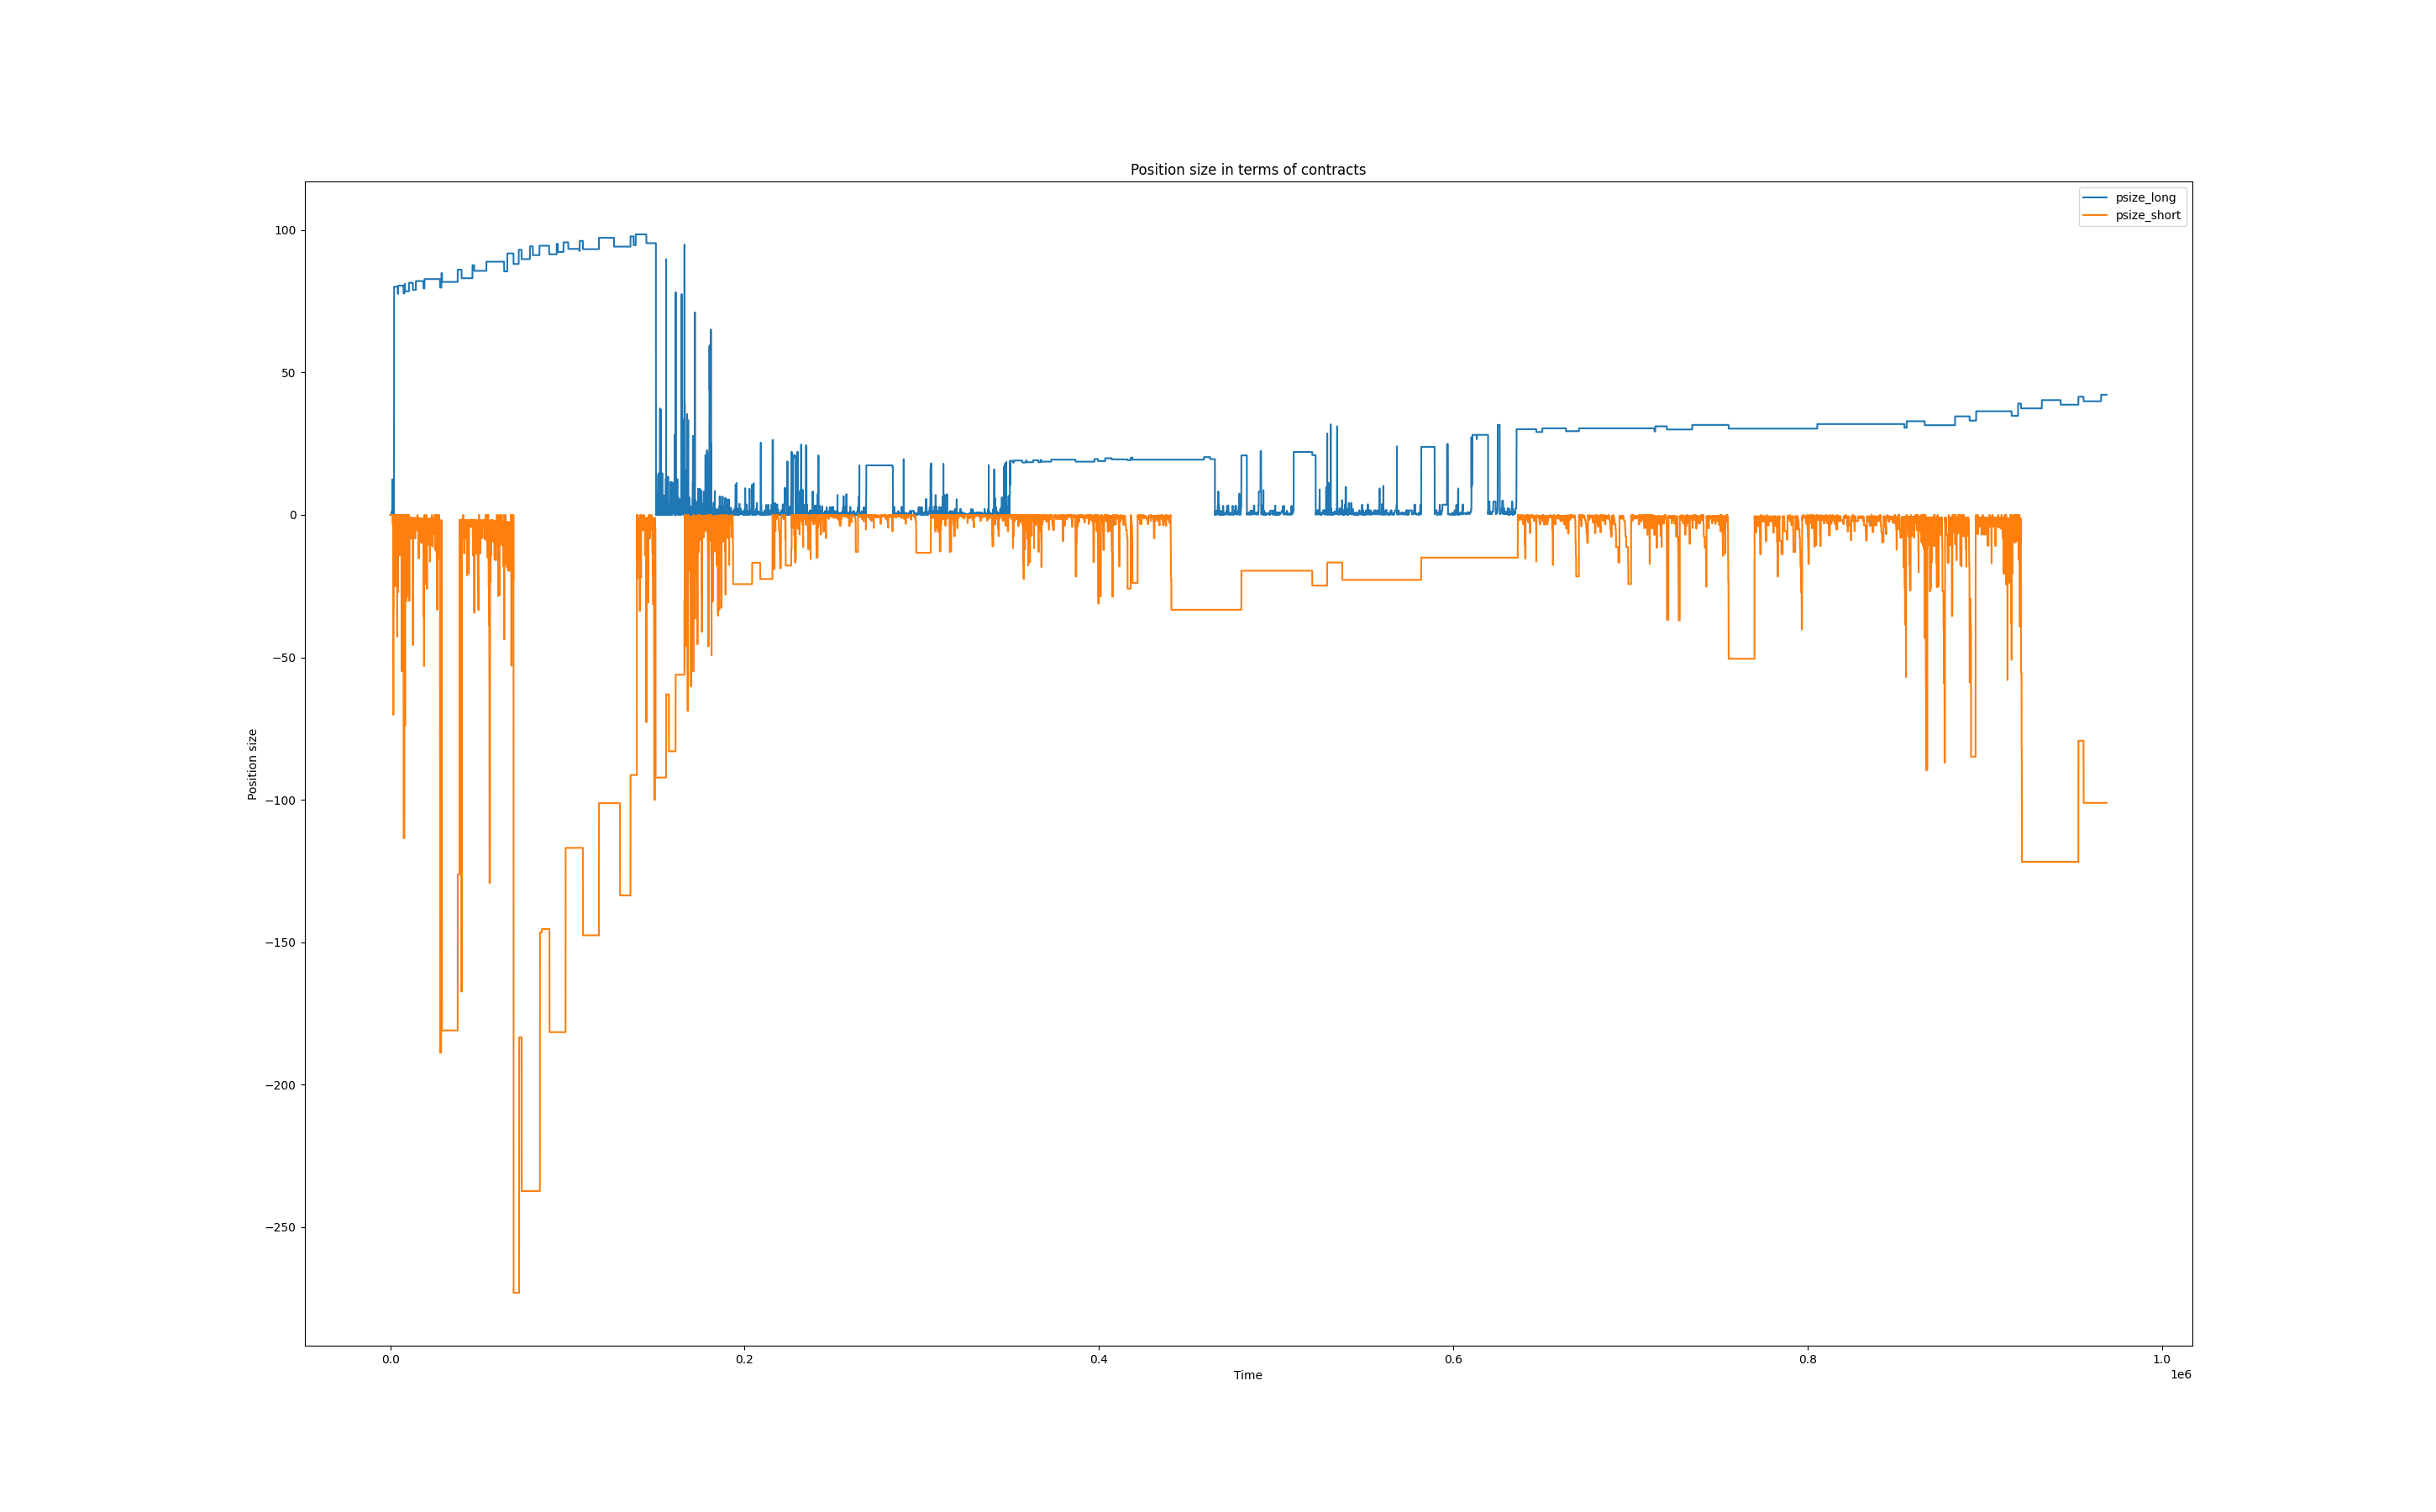 Position size in terms of contracts
psize_long
psize_short
100
50
0
−50
−100
−150
−200
−250
Position size
0.0 0.2 0.4 0.6 0.8 1.0
1e6
Time